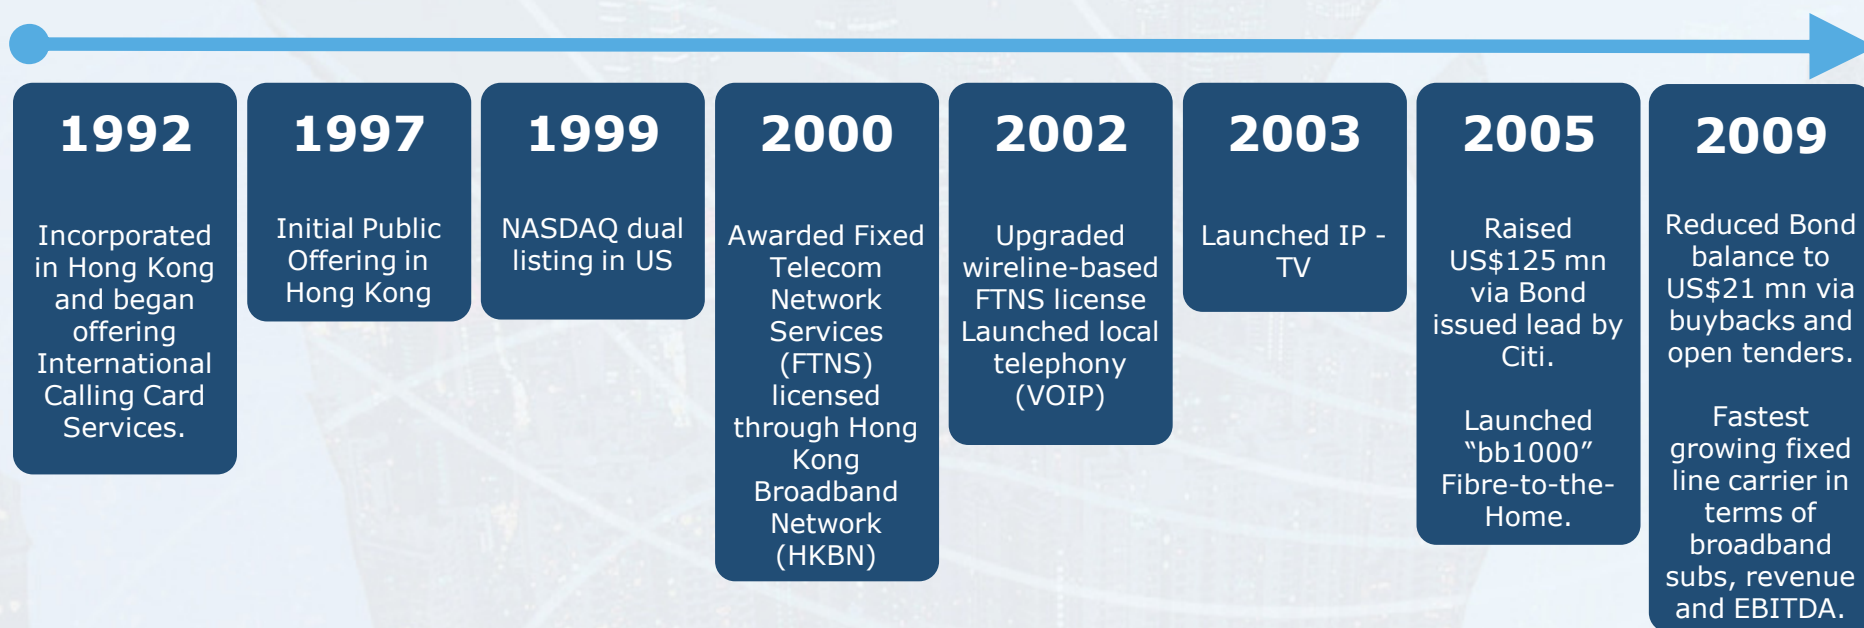 1992
Incorporated
in Hong Kong
and began
offering
International
Calling Card
Services.
1997
Initial Public
Offering in
Hong Kong
1999
NASDAQ dual
listing in US
2000
Awarded Fixed
Telecom
Network
Services
(FTNS)
licensed
through Hong
Kong
Broadband
Network
(HKBN)
2002
Upgraded
wireline-based
FTNS license
Launched local
telephony
(VOIP)
2003
Launched IP -
TV
2005
Raised
US$125 mn
via Bond
issued lead by
Citi.
Launched
“bb1000”
Fibre-to-the-
Home.
2009
Reduced Bond
balance to
US$21 mn via
buybacks and
open tenders.
Fastest
growing fixed
line carrier in
terms of
broadband
subs, revenue
and EBITDA.